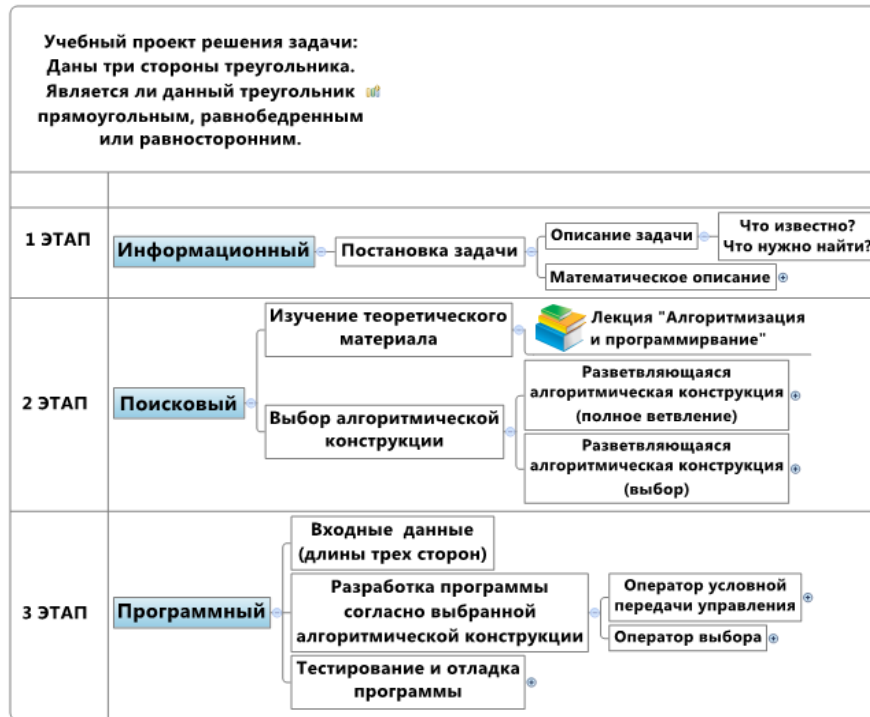 Учебный проект решения задачи:
Даны три стороны треугольника.
Является ли данный треугольник
прямоугольным, равнобедренным
или равносторонним.
1 ЭТАП
Информационный
Постановка задачи
Описание задачи
Что известно?
Что нужно найти?
Математическое описание
2 ЭТАП
Поисковый
Изучение теоретического
материала
Лекция "Алгоритмизация
и программирвание"
Выбор алгоритмической
конструкции
Разветвляющаяся
алгоритмическая конструкция
(полное ветвление)
Разветвляющаяся
алгоритмическая конструкция
(выбор)
3 ЭТАП
Программный
Входные данные
(длины трех сторон)
Разработка программы
согласно выбранной
алгоритмической конструкции
Оператор условной
передачи управления
Оператор выбора
Тестирование и отладка
программы